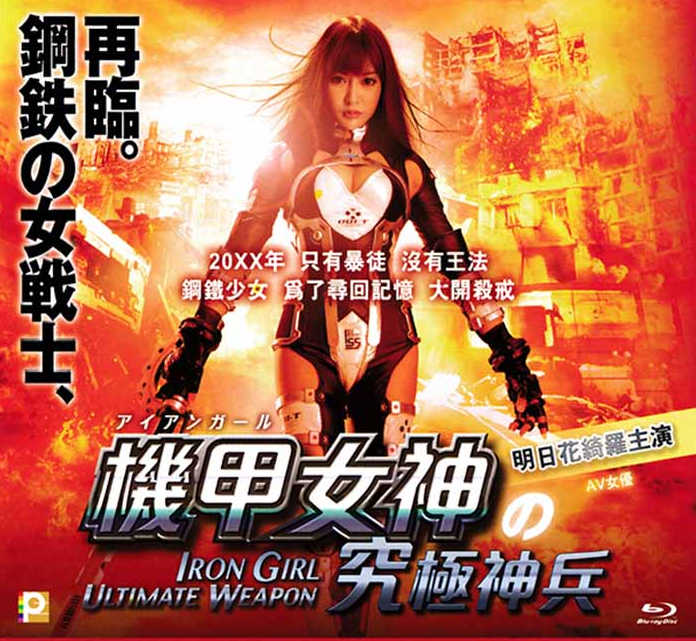 再臨。
鋼鉄の女戦士、
20XX年 只有暴徒 沒有王法
鋼鐵少女 爲了尋回記憶 大開殺戒
アイアンガール
機甲女神の
明日花綺羅主演
AV女優
IRON GIRL
ULTIMATE WEAPON
究極神兵
Blu-ray Disc